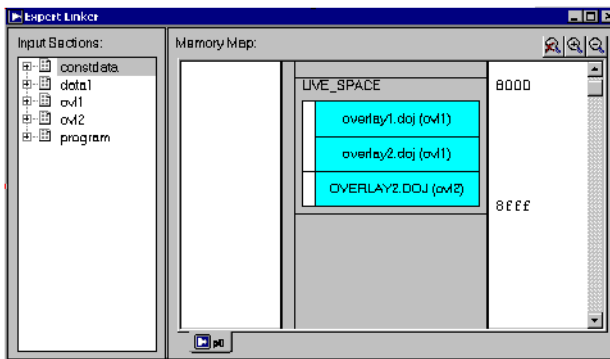 Expert Linker
Input Sections:
constdata
data1
ovl1
ovl2
program
Memory Map:
LIVE_SPACE
8000
overlay1.doj (ovl1)
overlay2.doj (ovl1)
OVERLAY2.DOJ (ovl2)
8fff
p0